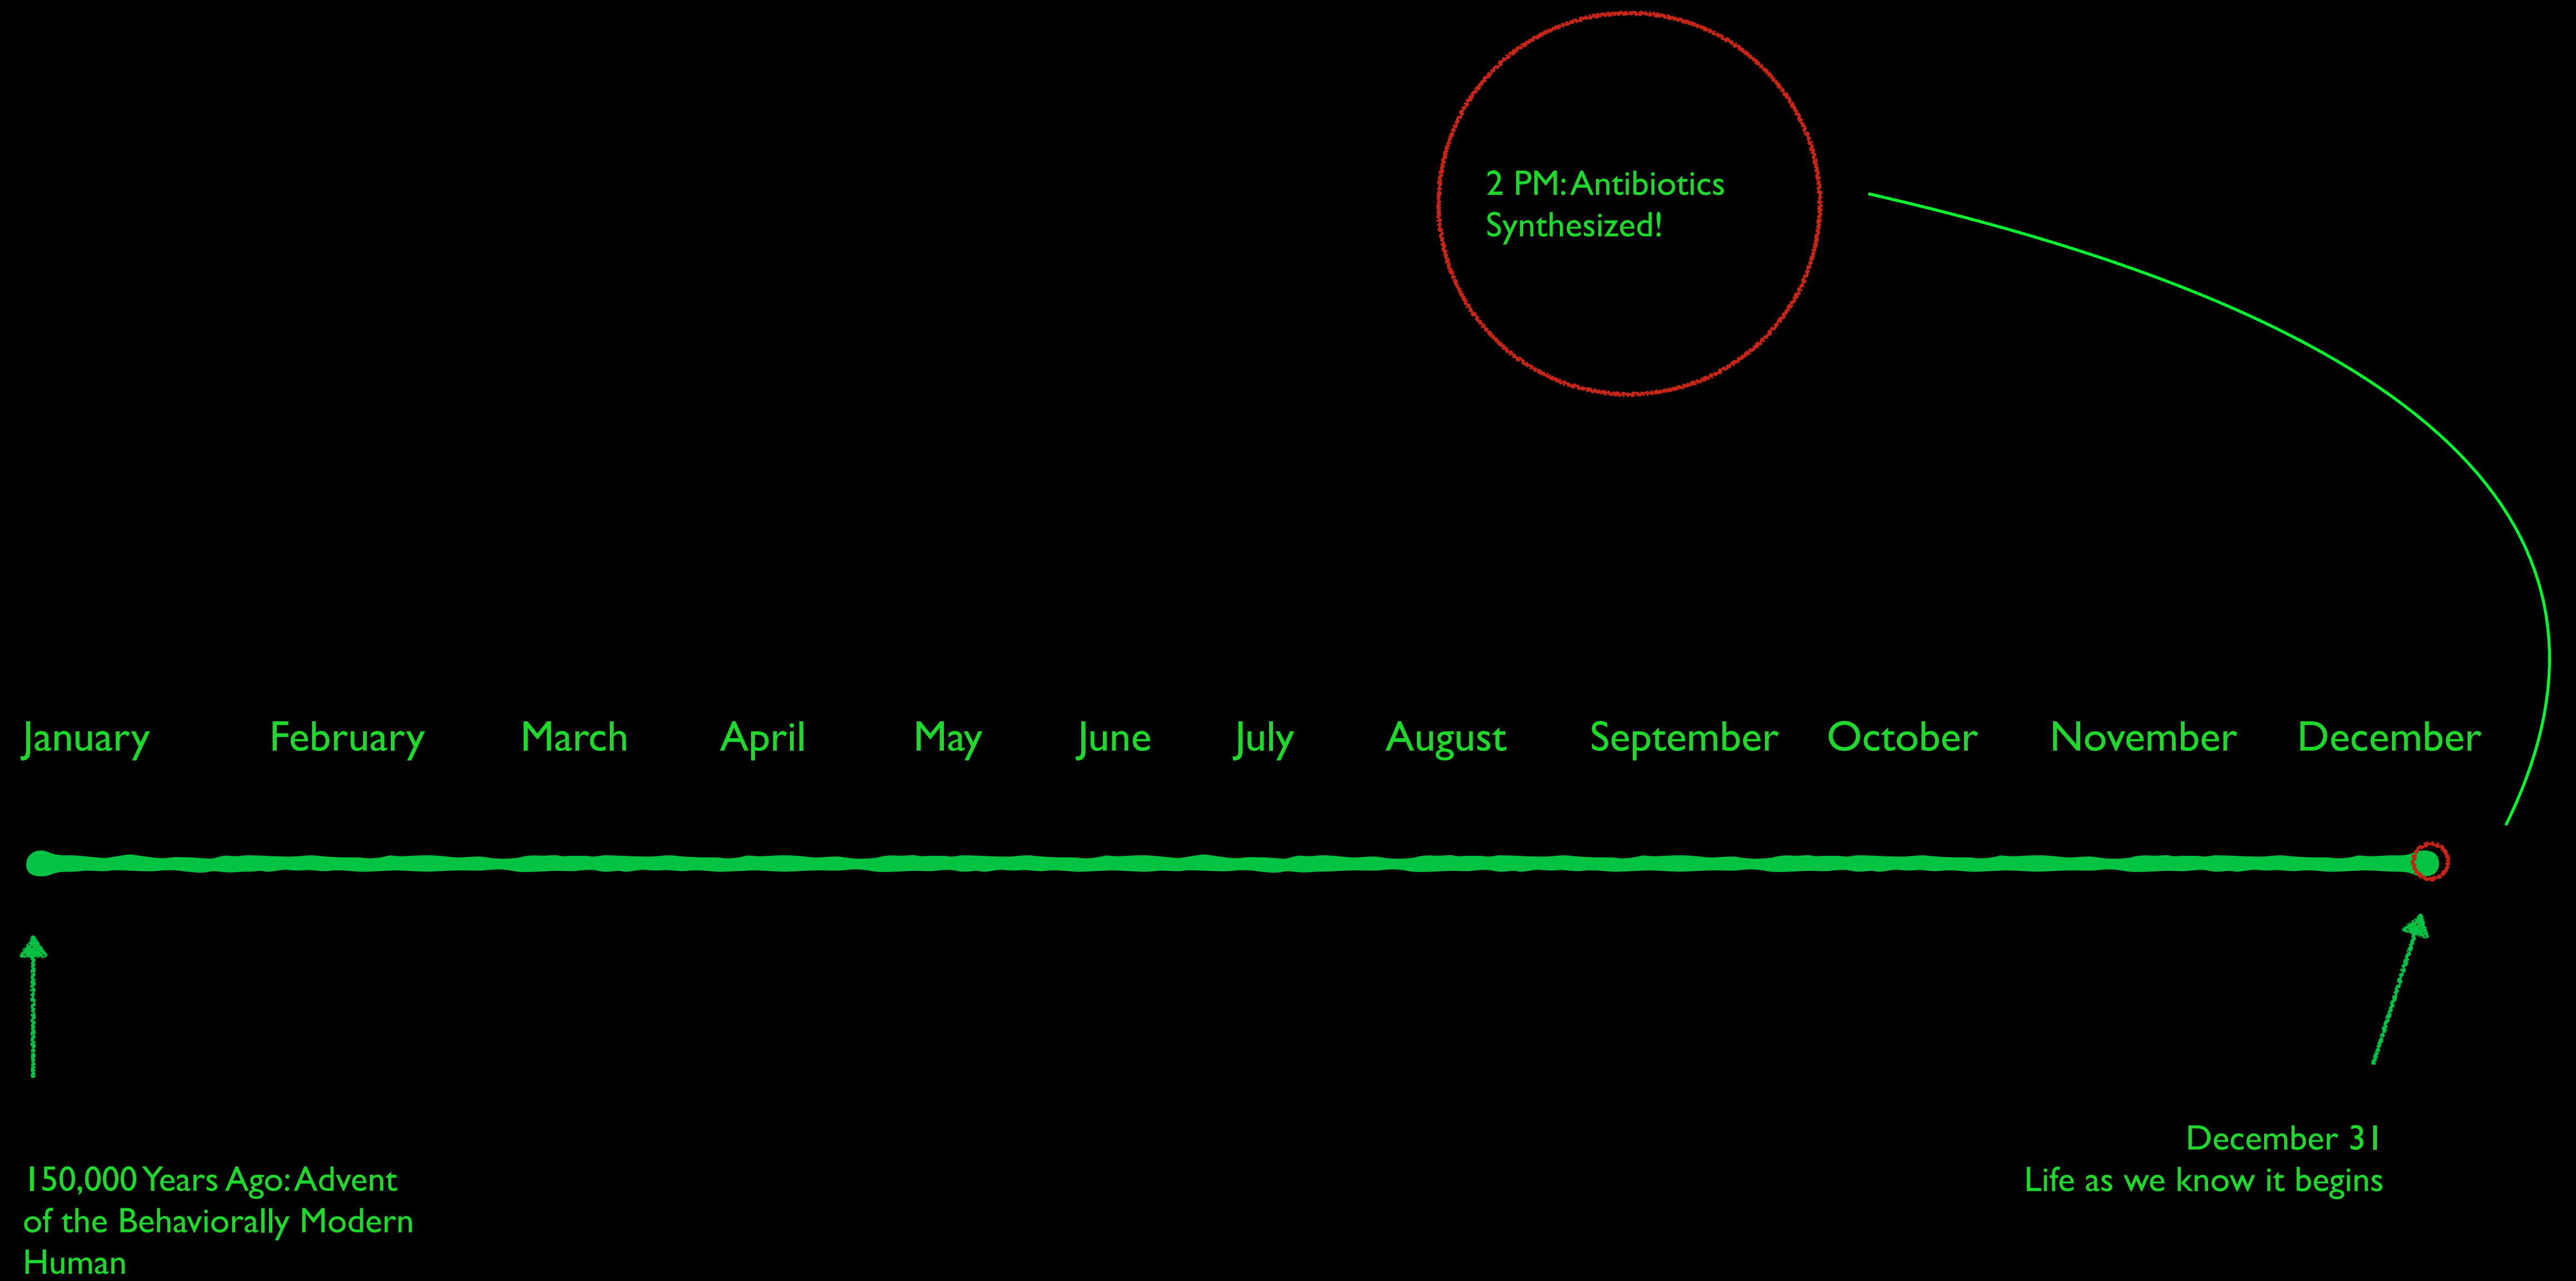 2 PM: Antibiotics
Synthesized!
January February March April May June July August September October November December
150,000 Years Ago: Advent
of the Behaviorally Modern
Human
December 31
Life as we know it begins